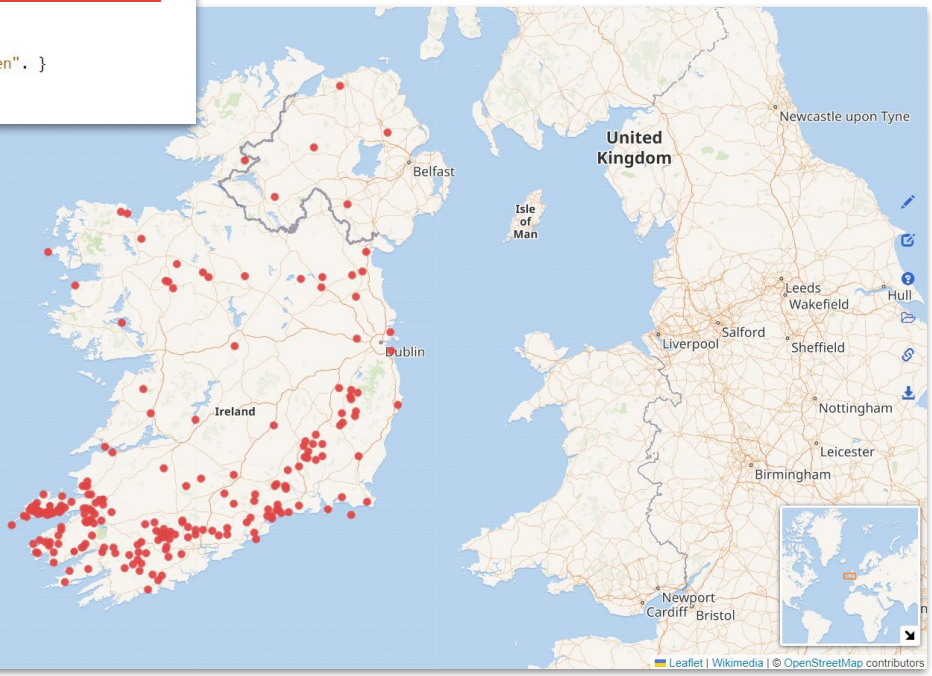 en". }
Newcastle upon Tyne
United
Kingdom
Belfast
Isle
of
Man
Leeds
Hull
Wakefield
Salford
Liverpool
Sheffield
Dublin
Nottingham
Ireland
Leicester
Birmingham
Newport
Cardiff
Bristol
n
Leaflet | Wikimedia | © OpenStreetMap contributors